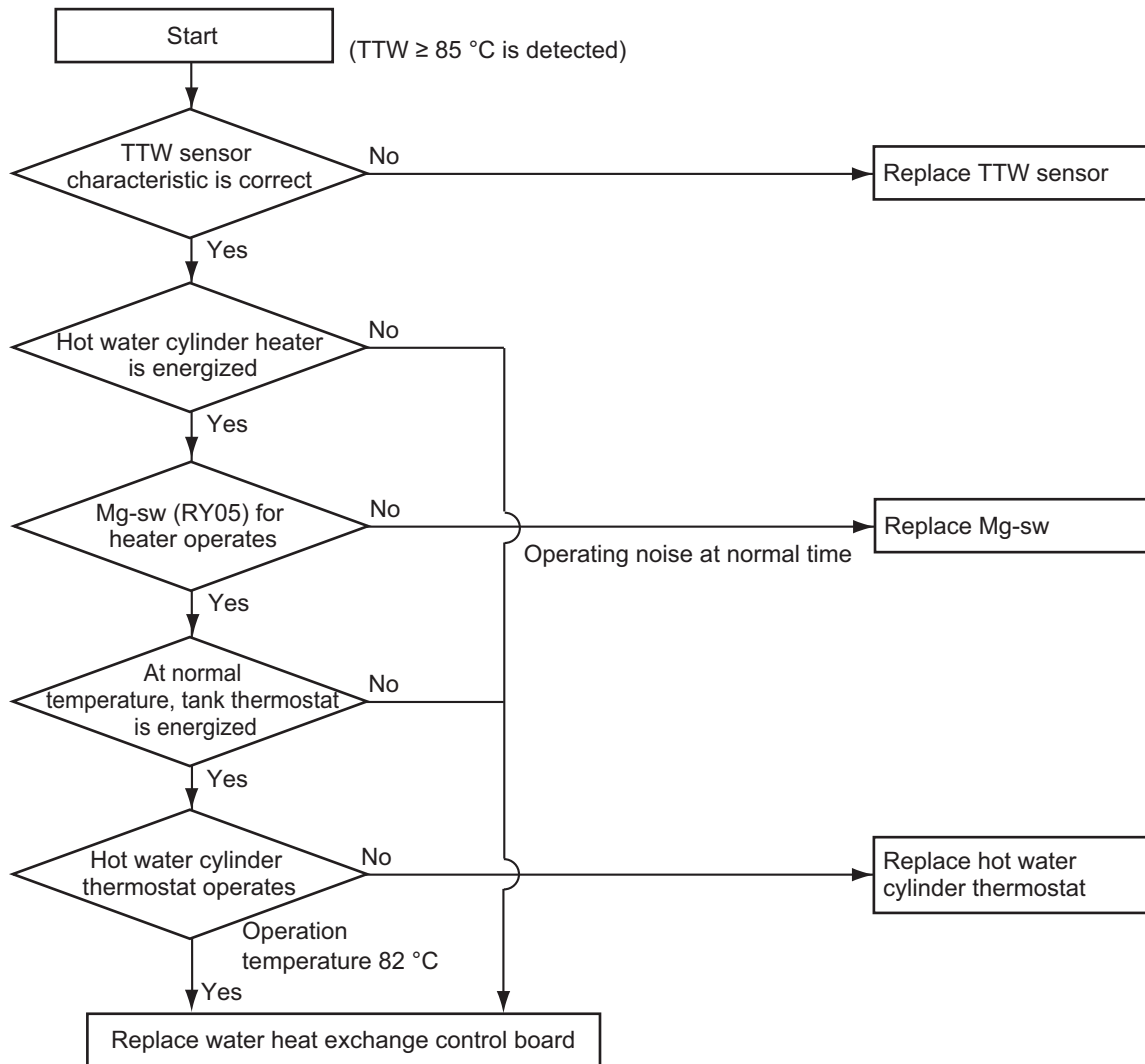 Start
(TTW ≥ 85 °C is detected)
TTW sensor
characteristic is correct
No
Replace TTW sensor
Yes
Hot water cylinder heater
is energized
No
Yes
Mg-sw (RY05) for
heater operates
No
Operating noise at normal time
Replace Mg-sw
Yes
At normal
temperature, tank thermostat
is energized
No
Yes
Hot water cylinder
thermostat operates
No
Replace hot water
cylinder thermostat
Operation
temperature 82 °C
Yes
Replace water heat exchange control board